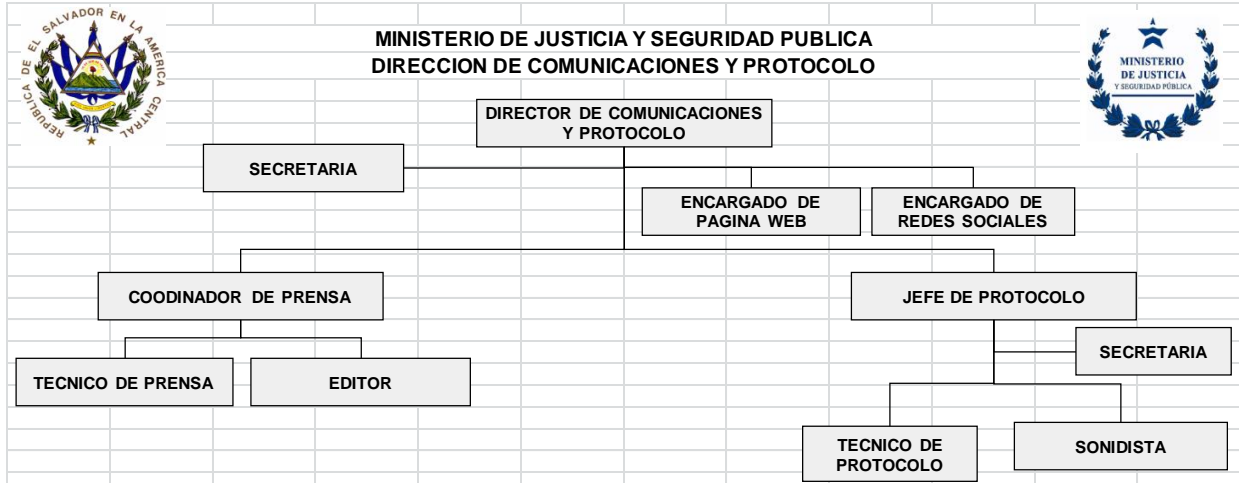 REPUBLICA DE EL SALVADOR EN LA AMERICA CENTRAL
MINISTERIO DE JUSTICIA Y SEGURIDAD PUBLICA
DIRECCION DE COMUNICACIONES Y PROTOCOLO
MINISTERIO
DE JUSTICIA
Y SEGURIDAD PÚBLICA
DIRECTOR DE COMUNICACIONES
Y PROTOCOLO
SECRETARIA
ENCARGADO DE
PAGINA WEB
ENCARGADO DE
REDES SOCIALES
COODINADOR DE PRENSA
JEFE DE PROTOCOLO
SECRETARIA
TECNICO DE PRENSA
EDITOR
TECNICO DE
PROTOCOLO
SONIDISTA